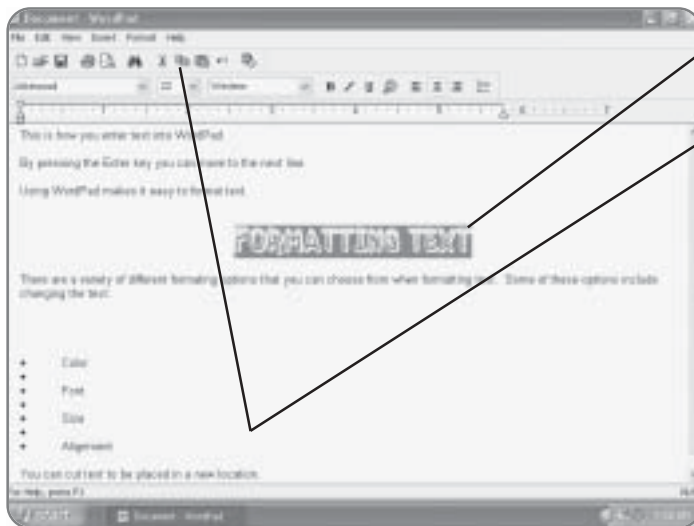 Document - WordPad
File Edit View Insert Format Help
Western
This is how you enter text into WordPad.
By pressing the Enter key you can move to the next line.
Using WordPad makes it easy to format text.
FORMATTING TEXT
There are a variety of different formatting options that you can choose from when formatting text. Some of these options include
changing the text:
Color
Font
Size
Alignment
You can cut text to be placed in a new location.
For Help, press F1
start Document - WordPad